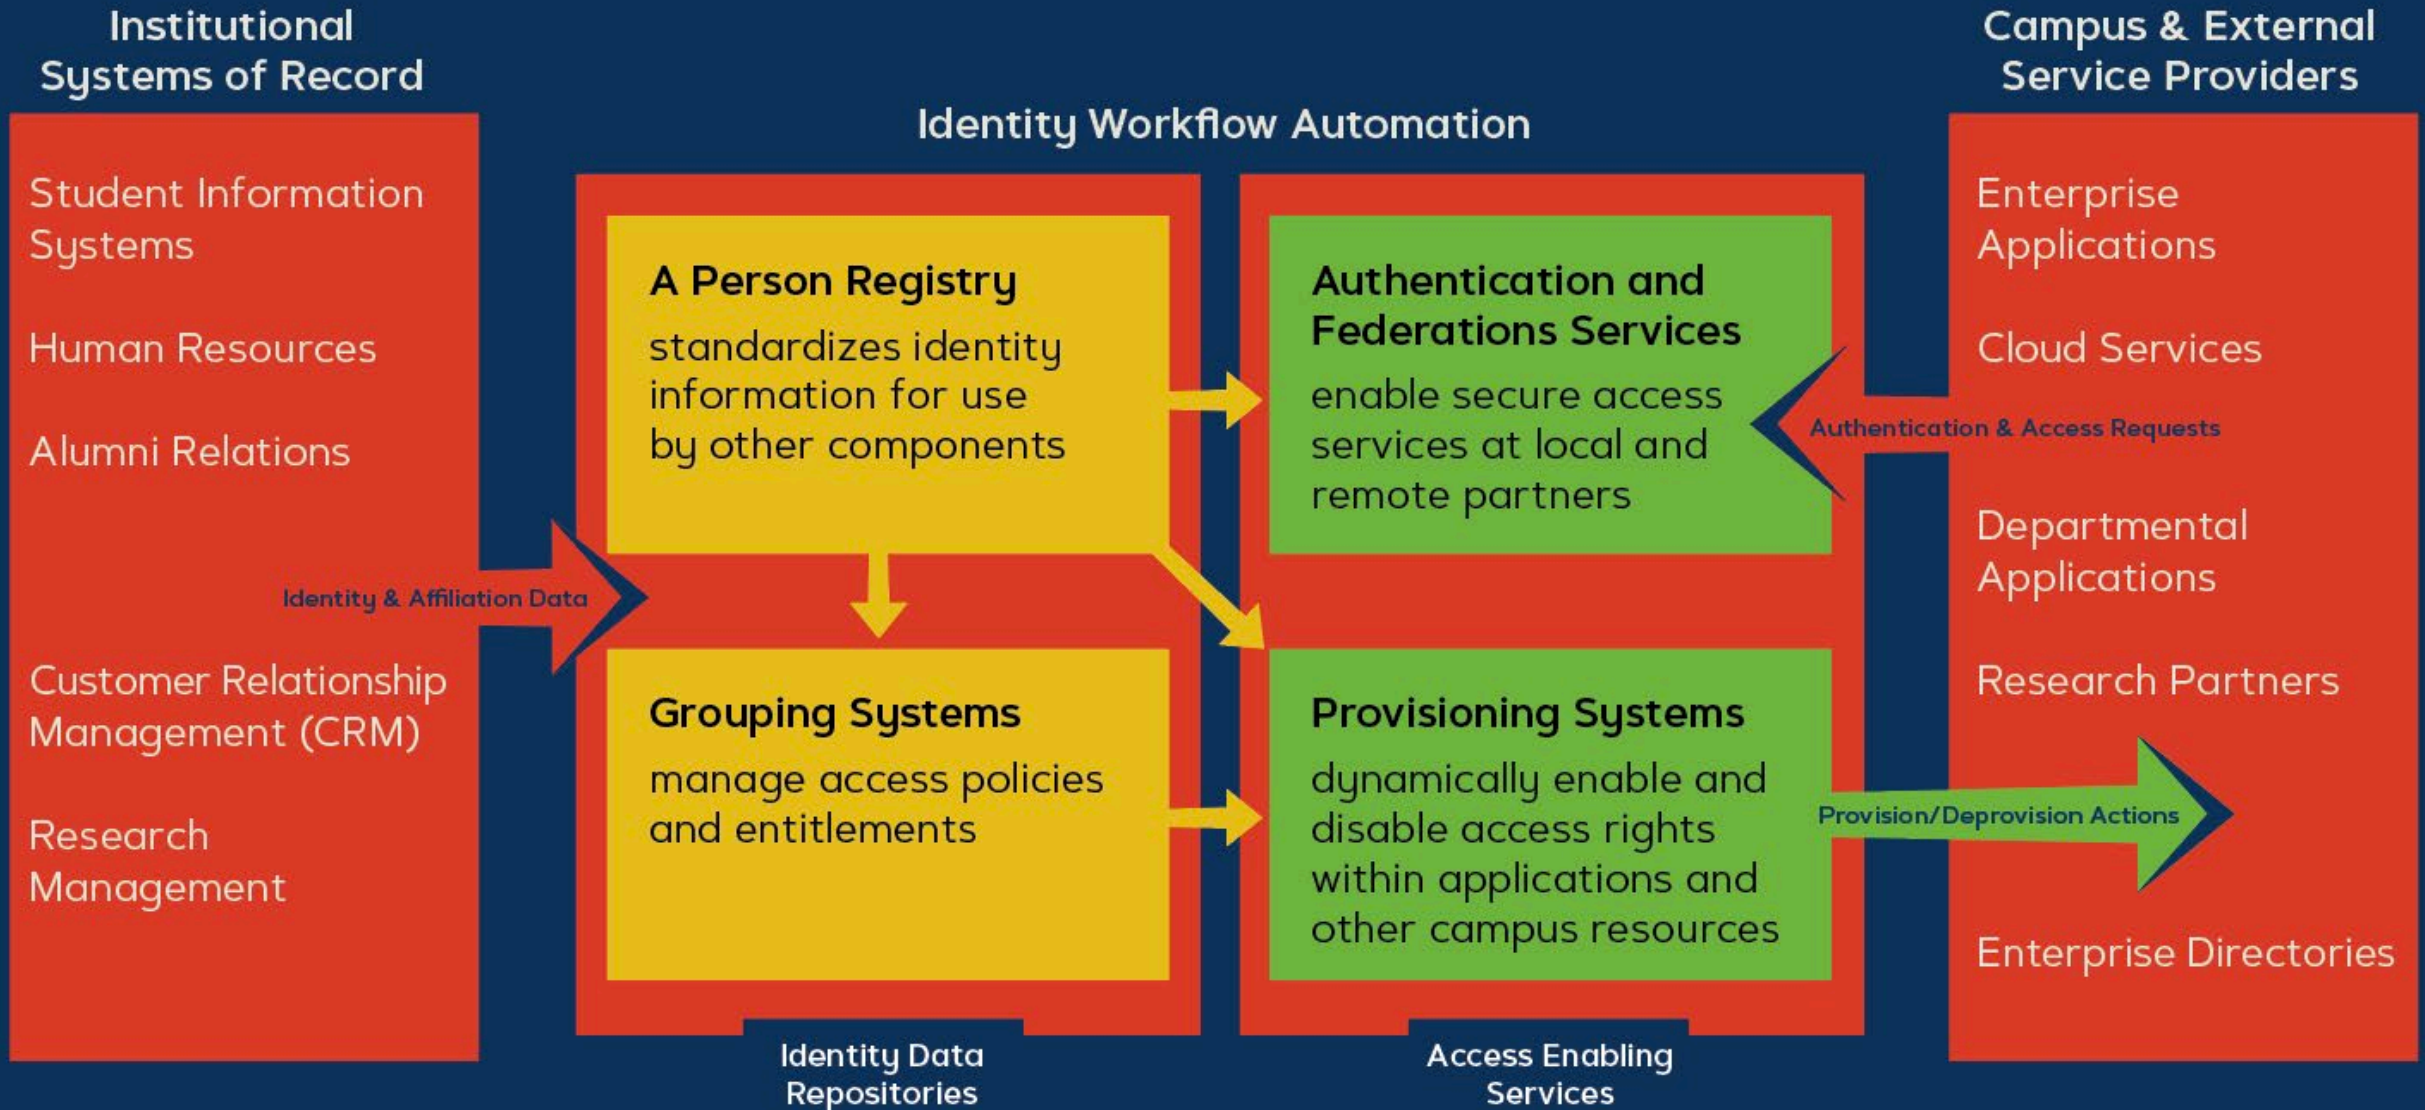 Institutional
Systems of Record
Student Information
Systems
Human Resources
Alumni Relations
Identity & Affiliation Data
Customer Relationship
Management (CRM)
Research
Management
Identity Workflow Automation
A Person Registry
standardizes identity
information for use
by other components
Grouping Systems
manage access policies
and entitlements
Identity Data
Repositories
Authentication and
Federations Services
enable secure access
services at local and
remote partners
Provisioning Systems
dynamically enable and
disable access rights
within applications and
other campus resources
Access Enabling
Services
Campus & External
Service Providers
Enterprise
Applications
Cloud Services
Authentication & Access Requests
Departmental
Applications
Research Partners
Provision/Deprovision Actions
Enterprise Directories